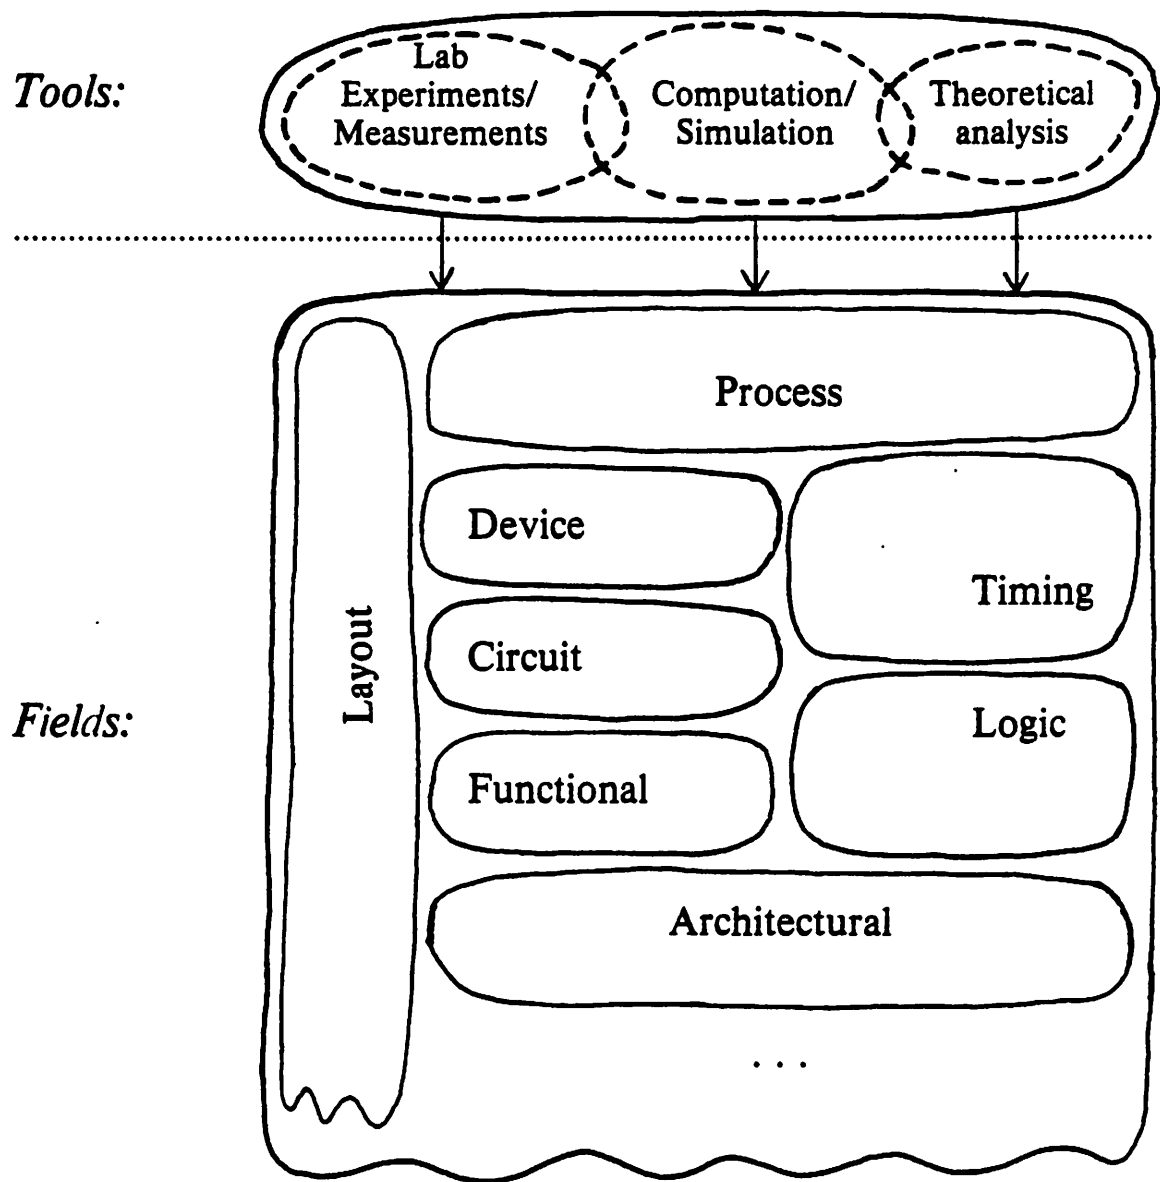 Tools:
Lab
Experiments/
Measurements
Computation/
Simulation
Theoretical
analysis
Fields:
Layout
Process
Device
Timing
Circuit
Logic
Functional
Architectural
. . .